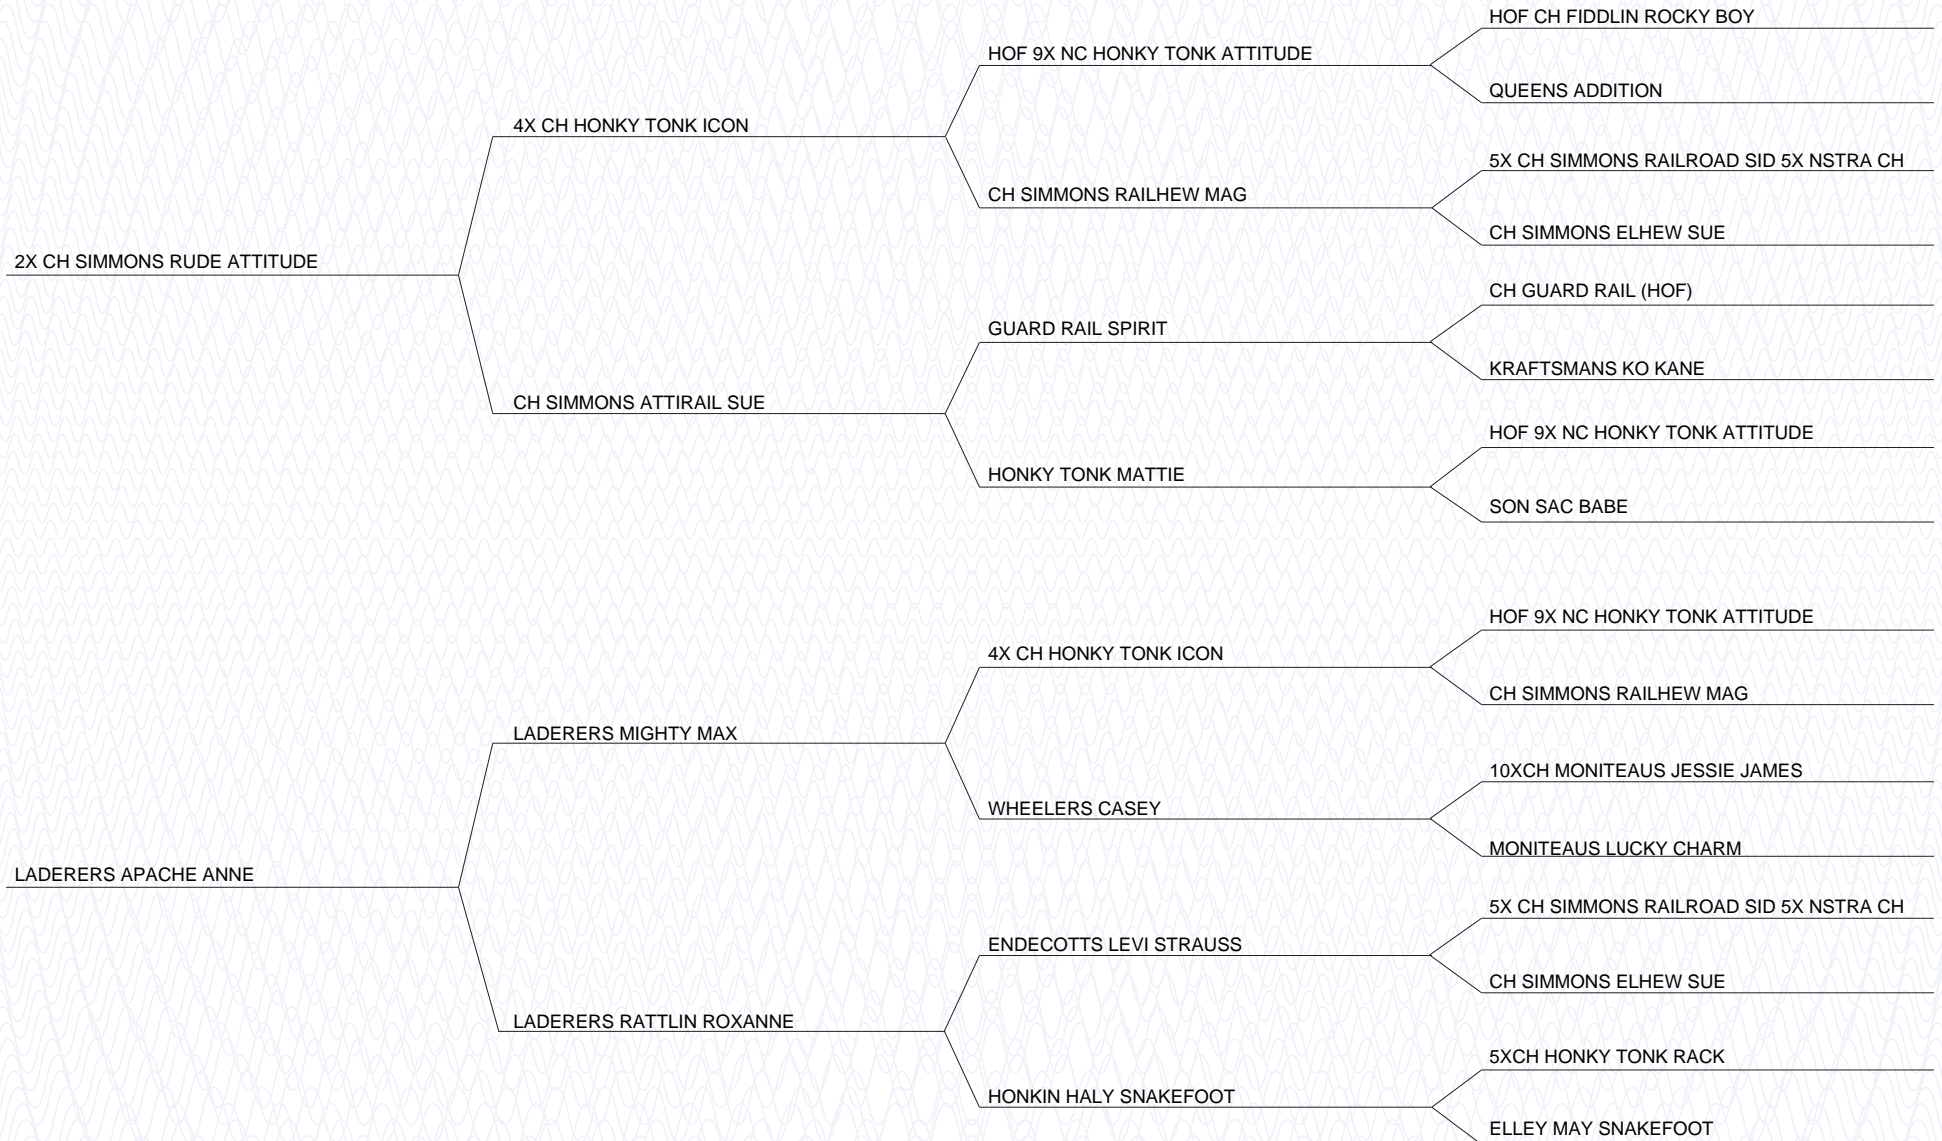 HOF CH FIDDLIN ROCKY BOY
HOF 9X NC HONKY TONK ATTITUDE
QUEENS ADDITION
4X CH HONKY TONK ICON
5X CH SIMMONS RAILROAD SID 5X NSTRA CH
CH SIMMONS RAILHEW MAG
CH SIMMONS ELHEW SUE
2X CH SIMMONS RUDE ATTITUDE
CH GUARD RAIL (HOF)
GUARD RAIL SPIRIT
KRAFTSMANS KO KANE
CH SIMMONS ATTIRAIL SUE
HOF 9X NC HONKY TONK ATTITUDE
HONKY TONK MATTIE
SON SAC BABE
HOF 9X NC HONKY TONK ATTITUDE
4X CH HONKY TONK ICON
CH SIMMONS RAILHEW MAG
LADERERS MIGHTY MAX
10XCH MONITEAUS JESSIE JAMES
WHEELERS CASEY
MONITEAUS LUCKY CHARM
LADERERS APACHE ANNE
5X CH SIMMONS RAILROAD SID 5X NSTRA CH
ENDECOTTS LEVI STRAUSS
CH SIMMONS ELHEW SUE
LADERERS RATTLIN ROXANNE
5XCH HONKY TONK RACK
HONKIN HALY SNAKEFOOT
ELLEY MAY SNAKEFOOT